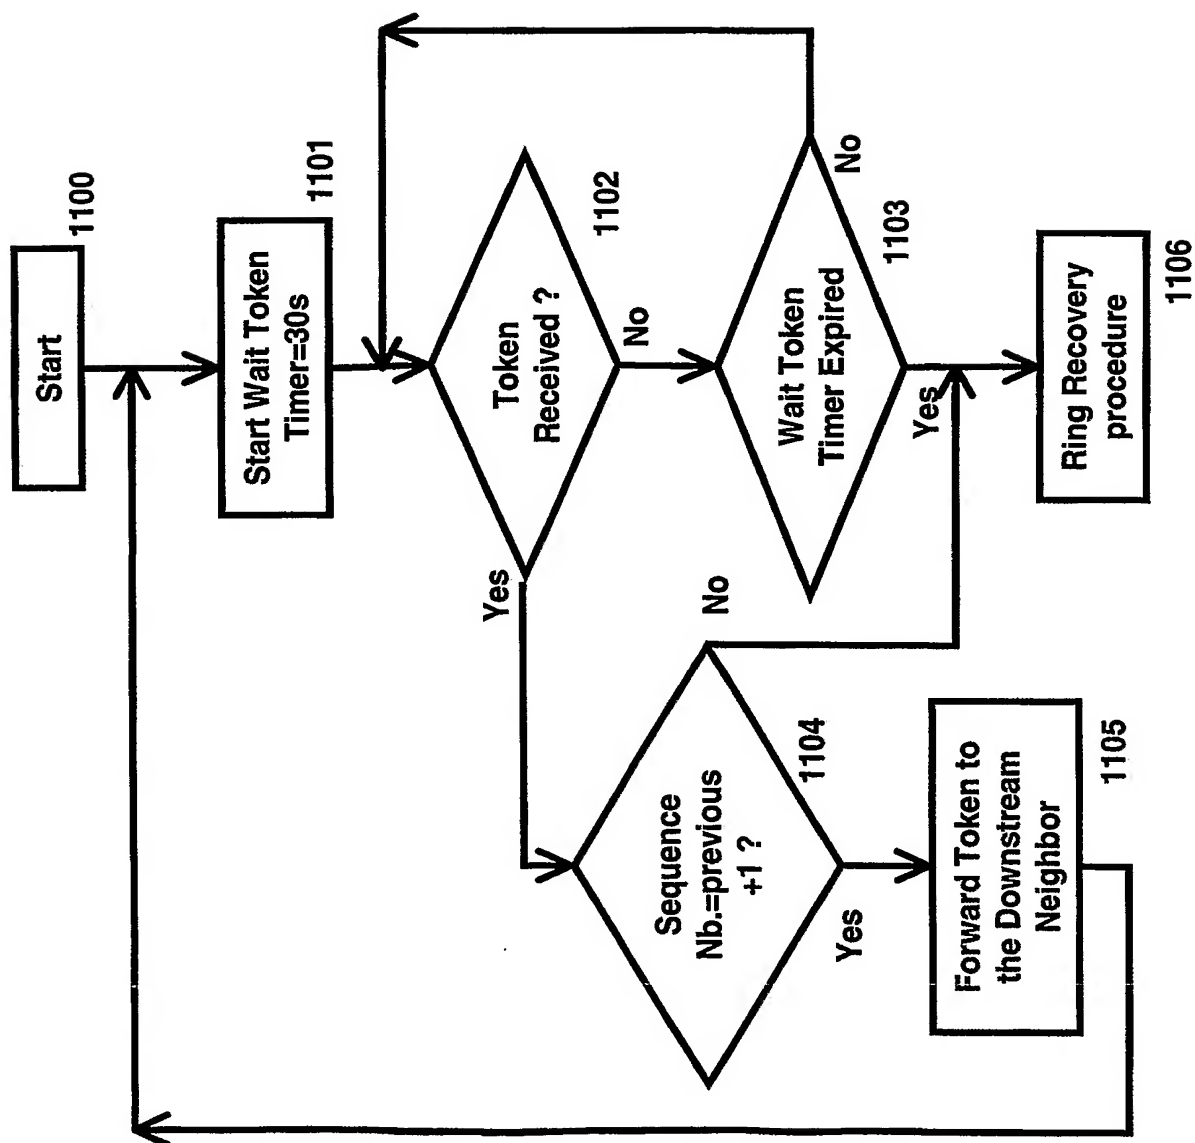 Start
1100
Start Wait Token
Timer=30s
1101
Token
Received ?
1102
Yes
No
Wait Token
Timer Expired
1103
No
Yes
Sequence
Nb.=previous
+1 ?
1104
No
Yes
Forward Token to
the Downstream
Neighbor
1105
Ring Recovery
procedure
1106